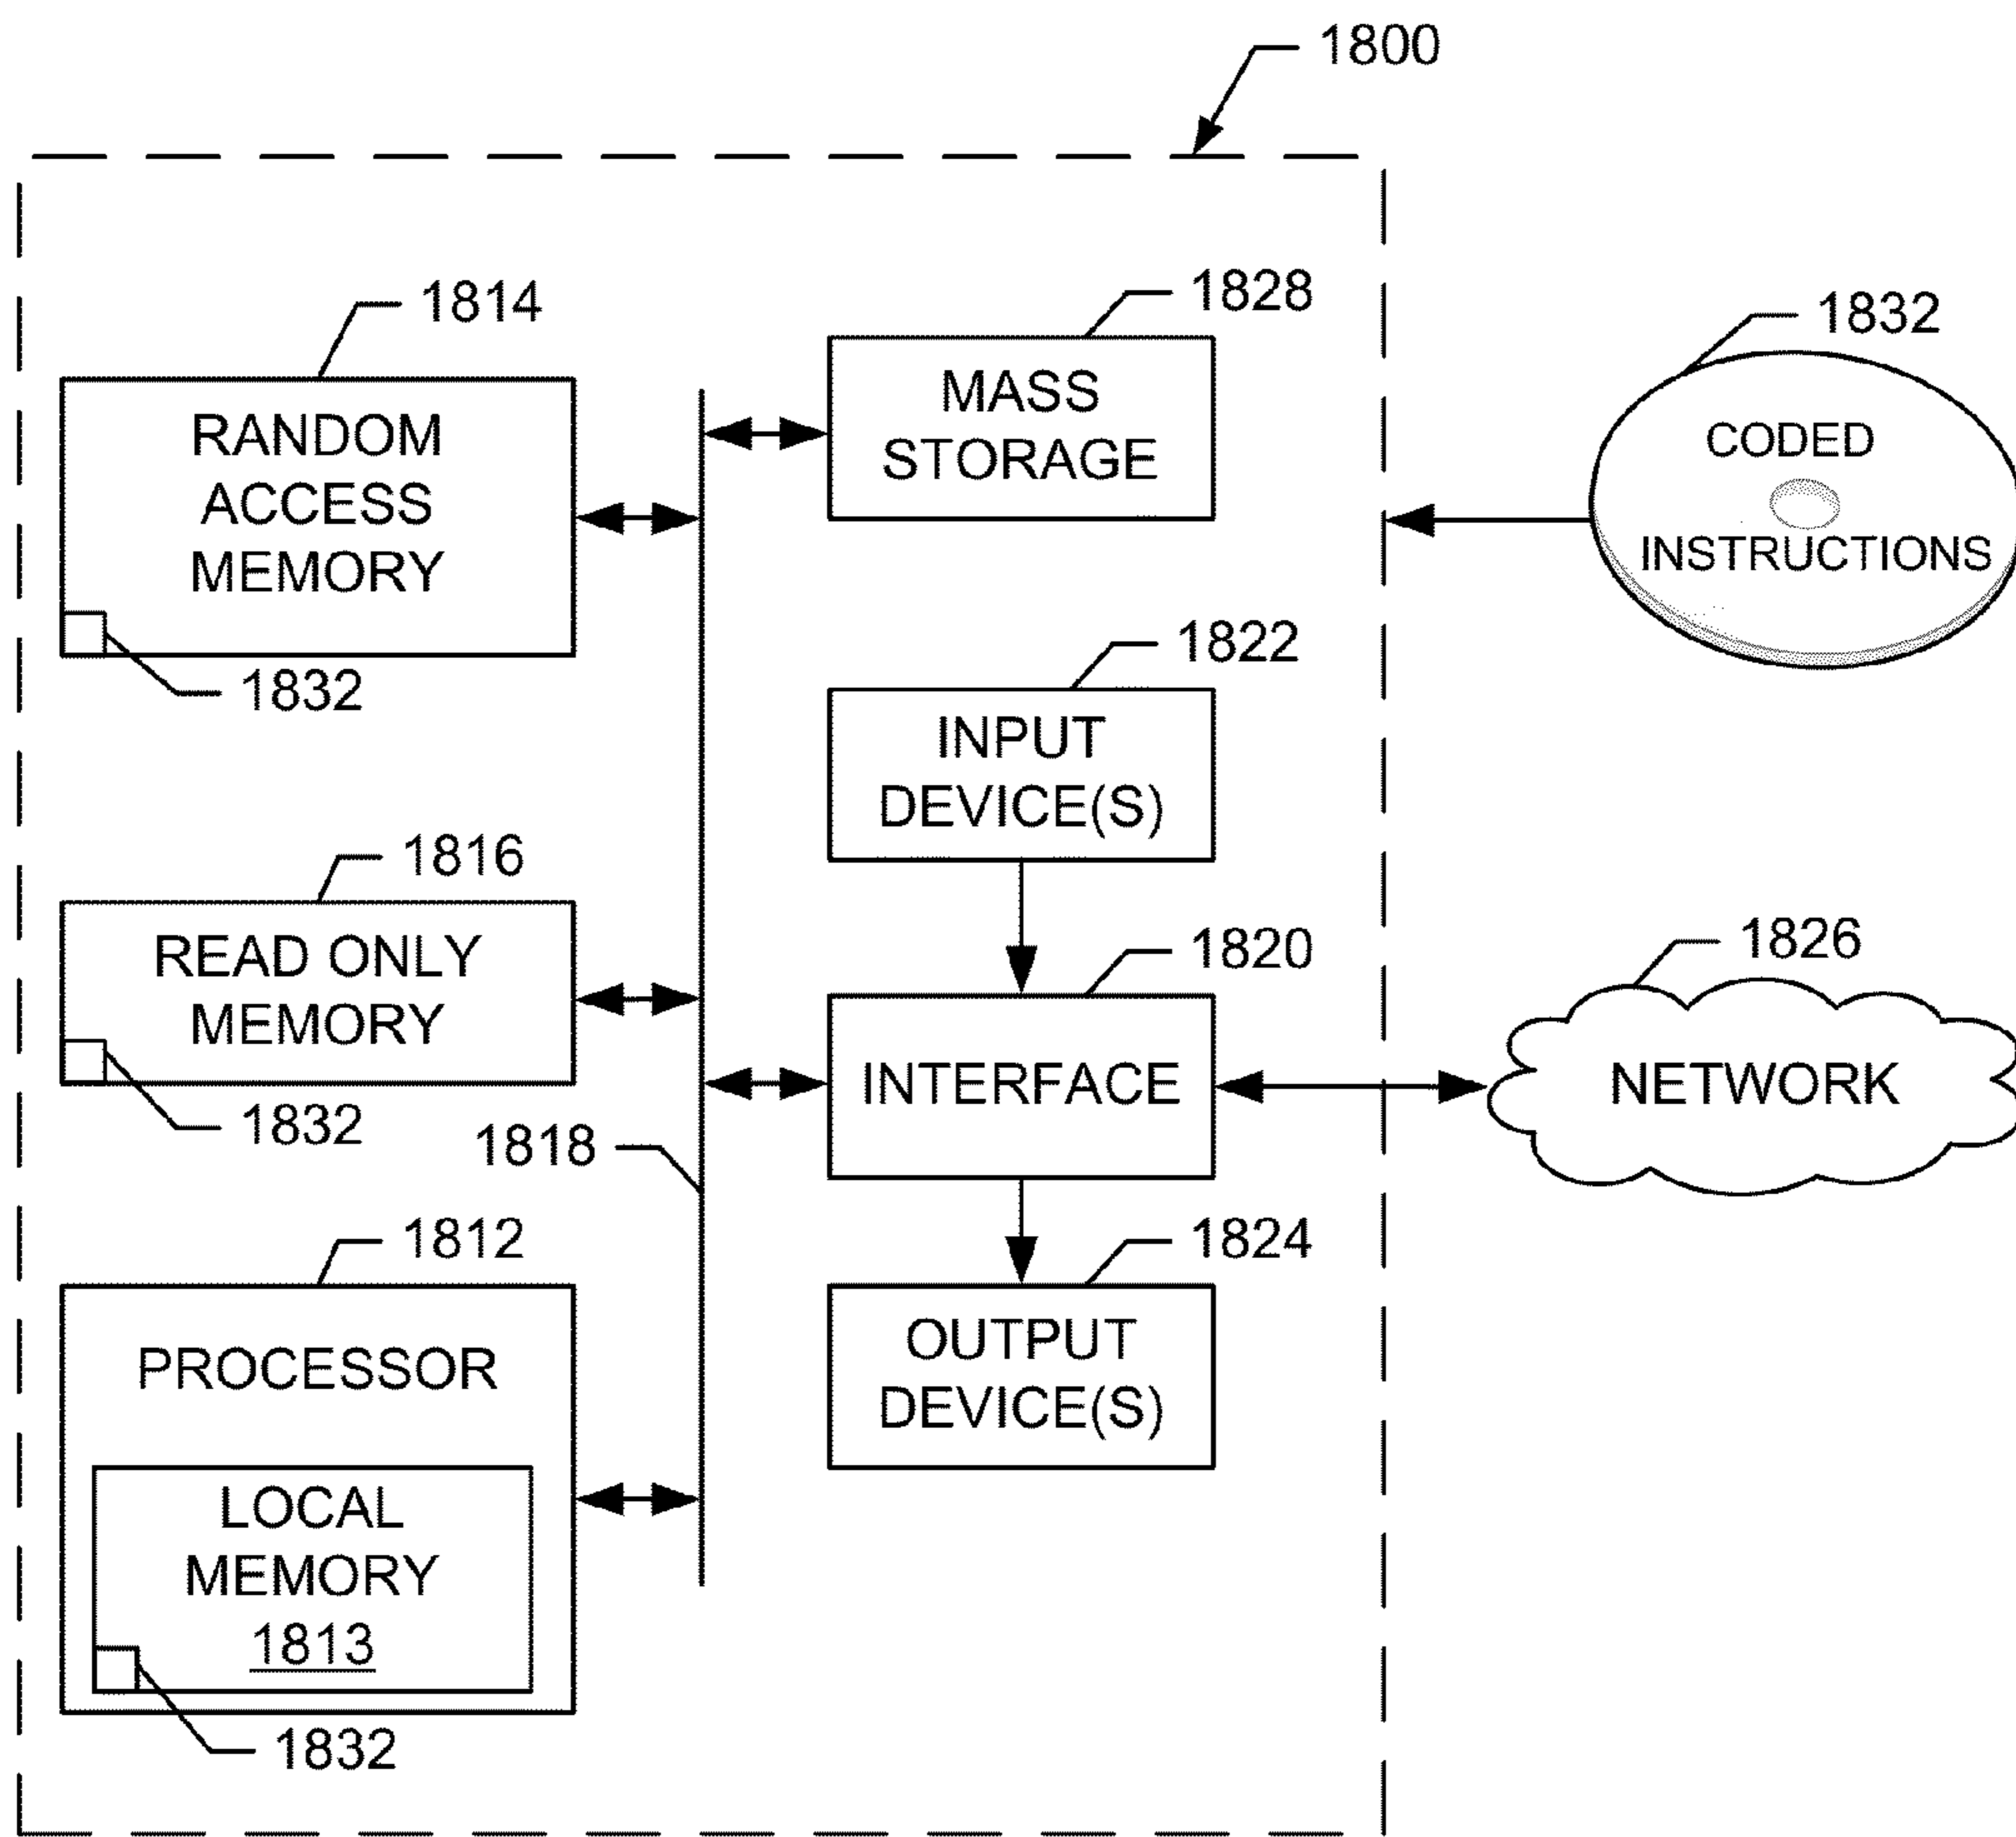 1800
1814
RANDOM
ACCESS
MEMORY
1832
1828
MASS
STORAGE
1832
CODED
INSTRUCTIONS
1822
INPUT
DEVICE(S)
1816
READ ONLY
MEMORY
1832
1818
1820
INTERFACE
1826
NETWORK
1812
PROCESSOR
LOCAL
MEMORY
1813
1832
1824
OUTPUT
DEVICE(S)